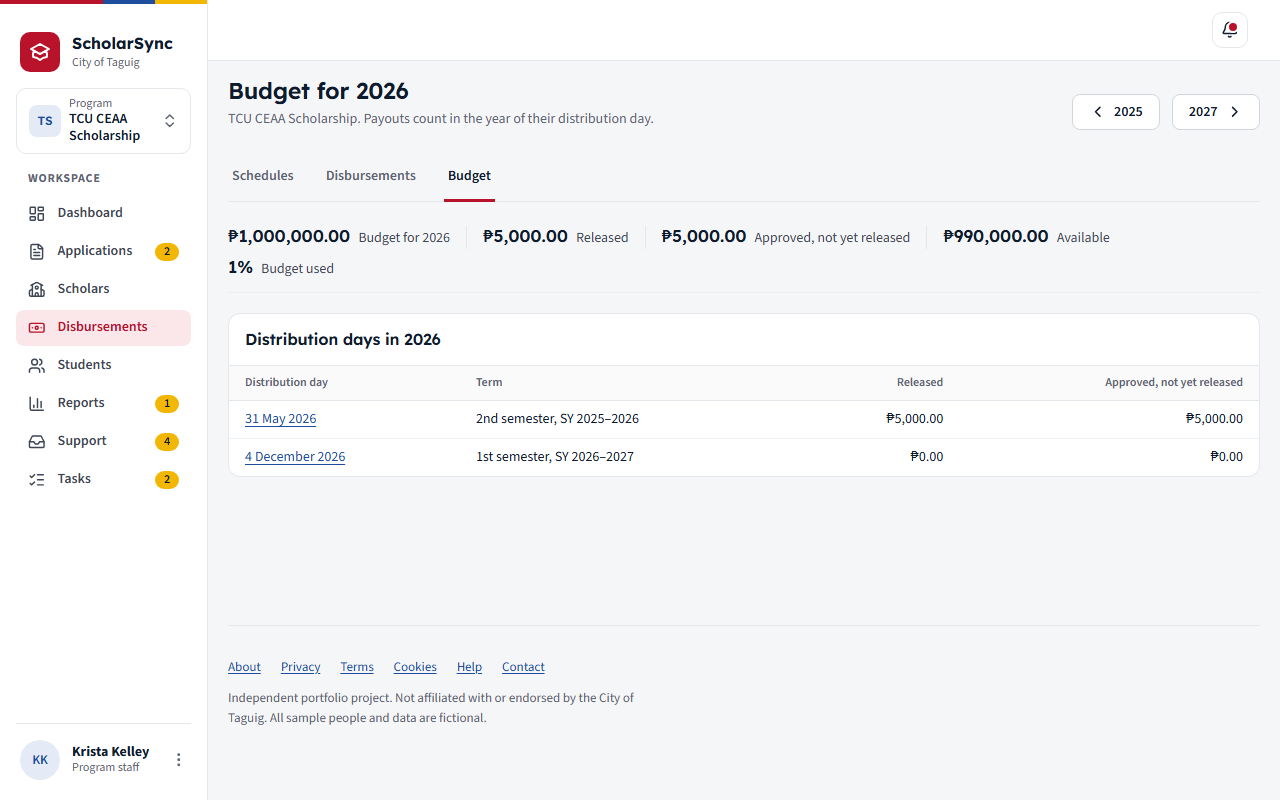 ScholarSync
City of Taguig
Program
TS
TCU CEAA
Scholarship
WORKSPACE
Dashboard
Applications 2
Scholars
Disbursements
Students
Reports 1
Support 4
Tasks 2
KK
Krista Kelley
Program staff
Budget for 2026
TCU CEAA Scholarship. Payouts count in the year of their distribution day.
2025 2027
Schedules Disbursements Budget
₱1,000,000.00 Budget for 2026 ₱5,000.00 Released ₱5,000.00 Approved, not yet released ₱990,000.00 Available
1% Budget used
Distribution days in 2026
Distribution day Term Released Approved, not yet released
31 May 2026 2nd semester, SY 2025–2026 ₱5,000.00 ₱5,000.00
4 December 2026 1st semester, SY 2026–2027 ₱0.00 ₱0.00
About Privacy Terms Cookies Help Contact
Independent portfolio project. Not affiliated with or endorsed by the City of
Taguig. All sample people and data are fictional.